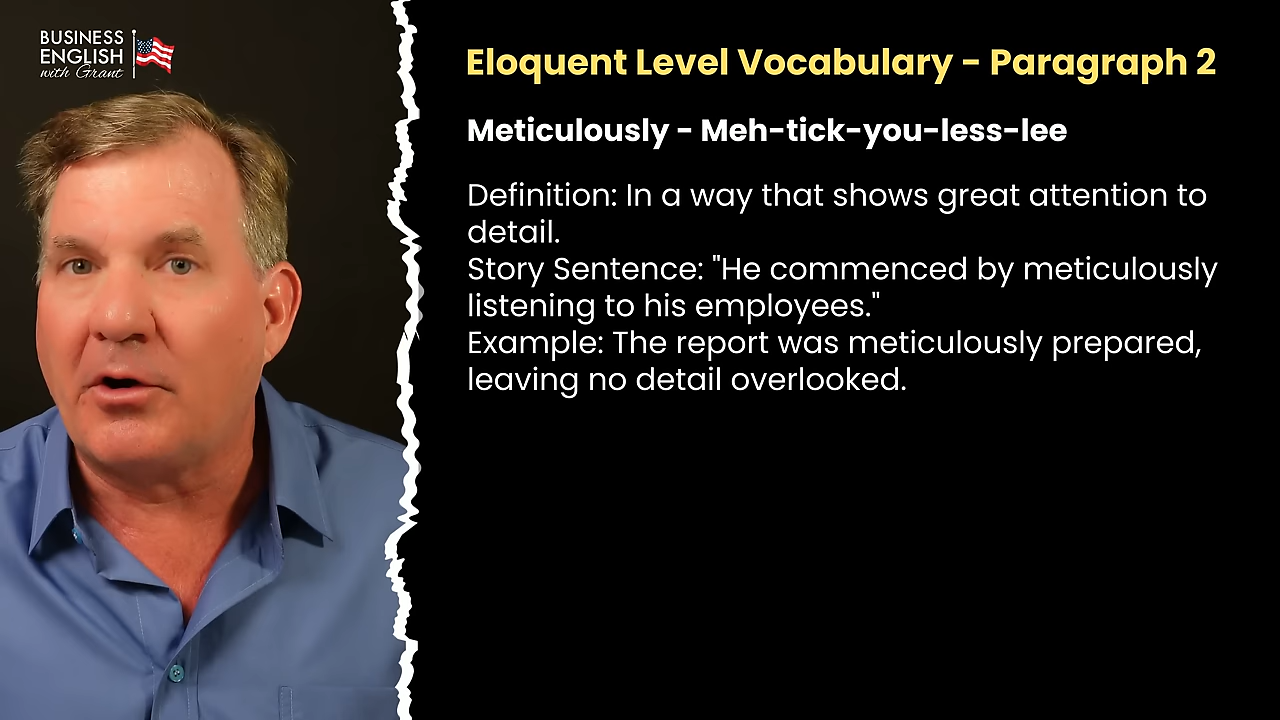 BUSINESS
ENGLISH
with Grant
Eloquent Level Vocabulary - Paragraph 2
Meticulously - Meh-tick-you-less-lee
Definition: In a way that shows great attention to
detail.
Story Sentence: "He commenced by meticulously
listening to his employees."
Example: The report was meticulously prepared,
leaving no detail overlooked.